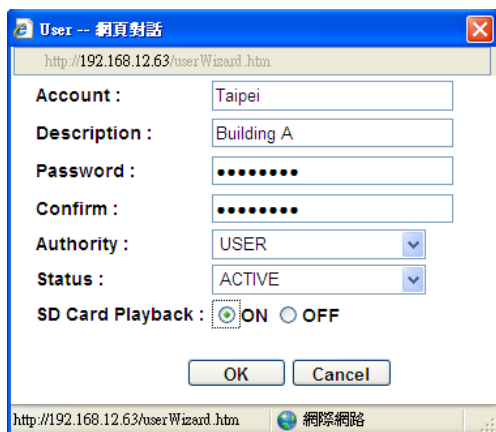 User -- 網頁對話
http://192.168.12.63/userWizard.htm
Account : Taipei
Description : Building A
Password : ●●●●●●●●
Confirm : ●●●●●●●●
Authority : USER
Status : ACTIVE
SD Card Playback : ON OFF
OK Cancel
http://192.168.12.63/userWizard.htm 網際網路